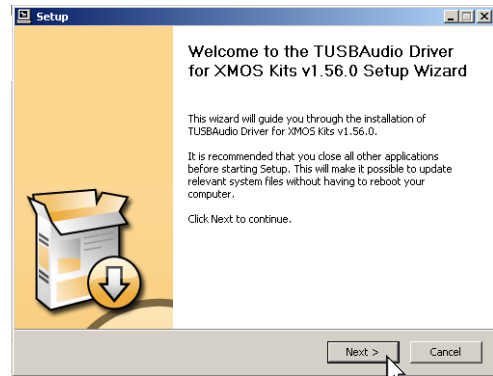 Setup
Welcome to the TUSBAudio Driver
for XMOS Kits v1.56.0 Setup Wizard
This wizard will guide you through the installation of
TUSBAudio Driver for XMOS Kits v1.56.0.
It is recommended that you close all other applications
before starting Setup. This will make it possible to update
relevant system files without having to reboot your
computer.
Click Next to continue.
Next >
Cancel